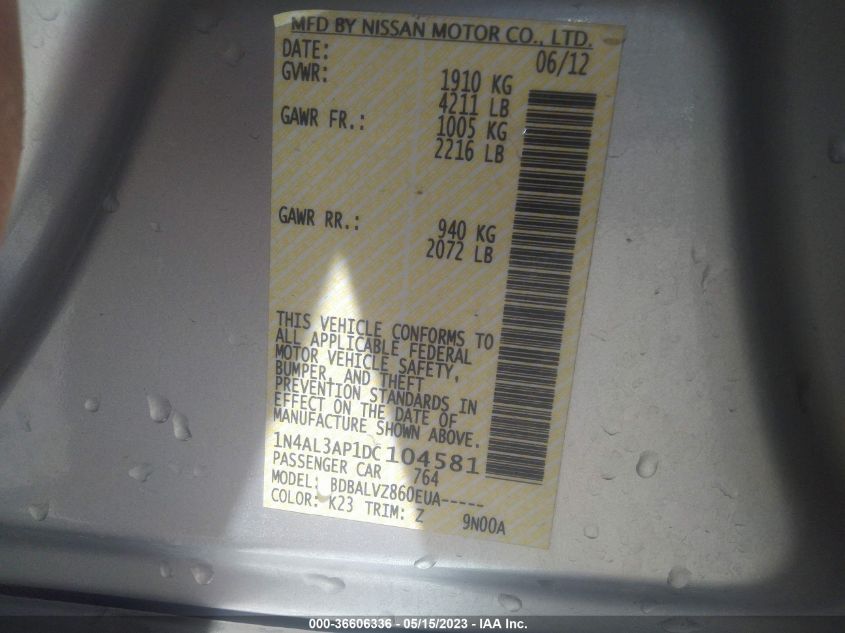 MFD BY NISSAN MOTOR CO., LTD.
DATE: 06/12
GVWR: 1910 KG
4211 LB
GAWR FR.: 1005 KG
2216 LB
GAWR RR.: 940 KG
2072 LB
THIS VEHICLE CONFORMS TO
ALL APPLICABLE FEDERAL
MOTOR VEHICLE SAFETY,
BUMPER, AND THEFT
PREVENTION STANDARDS IN
EFFECT ON THE DATE OF
MANUFACTURE SHOWN ABOVE.
1N4AL3AP1DC104581
PASSENGER CAR 764
MODEL: BDBALVZ860EUA-----
COLOR: K23 TRIM: Z 9N00A
000-36606336 - 05/15/2023 - IAA Inc.